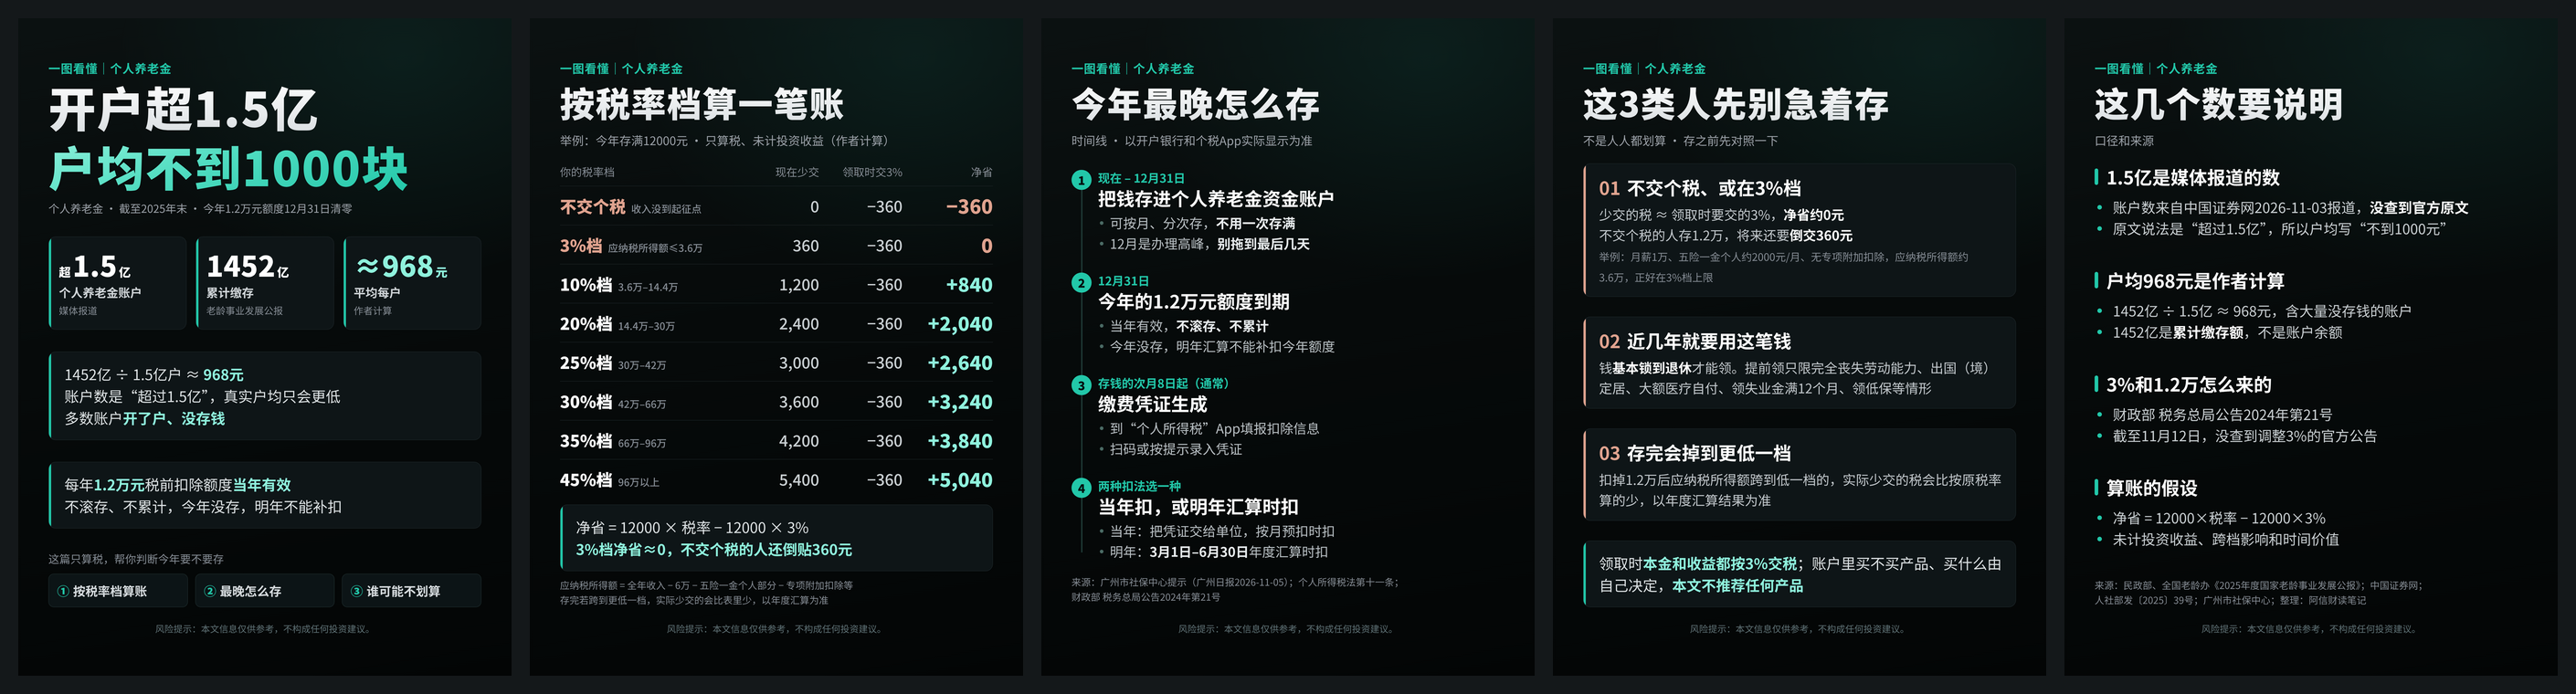 一图看懂｜个人养老金
开户超1.5亿
户均不到1000块
个人养老金 · 截至2025年末 · 今年1.2万元额度12月31日清零
超1.5亿
个人养老金账户
媒体报道
1452亿
累计缴存
老龄事业发展公报
≈968元
平均每户
作者计算
1452亿 ÷ 1.5亿户 ≈ 968元
账户数是“超过1.5亿”，真实户均只会更低
多数账户开了户、没存钱
每年1.2万元税前扣除额度当年有效
不滚存、不累计，今年没存，明年不能补扣
这篇只算税，帮你判断今年要不要存
① 按税率档算账
② 最晚怎么存
③ 谁可能不划算
风险提示：本文信息仅供参考，不构成任何投资建议。
一图看懂｜个人养老金
按税率档算一笔账
举例：今年存满12000元 · 只算税、未计投资收益（作者计算）
你的税率档 现在少交 领取时交3% 净省
不交个税 收入没到起征点 0 −360 −360
3%档 应纳税所得额≤3.6万 360 −360 0
10%档 3.6万–14.4万 1,200 −360 +840
20%档 14.4万–30万 2,400 −360 +2,040
25%档 30万–42万 3,000 −360 +2,640
30%档 42万–66万 3,600 −360 +3,240
35%档 66万–96万 4,200 −360 +3,840
45%档 96万以上 5,400 −360 +5,040
净省 = 12000 × 税率 − 12000 × 3%
3%档净省≈0，不交个税的人还倒贴360元
应纳税所得额 = 全年收入 − 6万 − 五险一金个人部分 − 专项附加扣除等
存完若跨到更低一档，实际少交的会比表里少，以年度汇算为准
风险提示：本文信息仅供参考，不构成任何投资建议。
一图看懂｜个人养老金
今年最晚怎么存
时间线 · 以开户银行和个税App实际显示为准
1 现在 – 12月31日
把钱存进个人养老金资金账户
• 可按月、分次存，不用一次存满
• 12月是办理高峰，别拖到最后几天
2 12月31日
今年的1.2万元额度到期
• 当年有效，不滚存、不累计
• 今年没存，明年汇算不能补扣今年额度
3 存钱的次月8日起（通常）
缴费凭证生成
• 到“个人所得税”App填报扣除信息
• 扫码或按提示录入凭证
4 两种扣法选一种
当年扣，或明年汇算时扣
• 当年：把凭证交给单位，按月预扣时扣
• 明年：3月1日–6月30日年度汇算时扣
来源：广州市社保中心提示（广州日报2026-11-05）；个人所得税法第十一条；
财政部 税务总局公告2024年第21号
风险提示：本文信息仅供参考，不构成任何投资建议。
一图看懂｜个人养老金
这3类人先别急着存
不是人人都划算 · 存之前先对照一下
01 不交个税、或在3%档
少交的税 ≈ 领取时要交的3%，净省约0元
不交个税的人存1.2万，将来还要倒交360元
举例：月薪1万、五险一金个人约2000元/月、无专项附加扣除，应纳税所得额约
3.6万，正好在3%档上限
02 近几年就要用这笔钱
钱基本锁到退休才能领。提前领只限完全丧失劳动能力、出国（境）
定居、大额医疗自付、领失业金满12个月、领低保等情形
03 存完会掉到更低一档
扣掉1.2万后应纳税所得额跨到低一档的，实际少交的税会比按原税率
算的少，以年度汇算结果为准
领取时本金和收益都按3%交税；账户里买不买产品、买什么由
自己决定，本文不推荐任何产品
风险提示：本文信息仅供参考，不构成任何投资建议。
一图看懂｜个人养老金
这几个数要说明
口径和来源
1.5亿是媒体报道的数
• 账户数来自中国证券网2026-11-03报道，没查到官方原文
• 原文说法是“超过1.5亿”，所以户均写“不到1000元”
户均968元是作者计算
• 1452亿 ÷ 1.5亿 ≈ 968元，含大量没存钱的账户
• 1452亿是累计缴存额，不是账户余额
3%和1.2万怎么来的
• 财政部 税务总局公告2024年第21号
• 截至11月12日，没查到调整3%的官方公告
算账的假设
• 净省 = 12000×税率 − 12000×3%
• 未计投资收益、跨档影响和时间价值
来源：民政部、全国老龄办《2025年度国家老龄事业发展公报》；中国证券网；
人社部发〔2025〕39号；广州市社保中心；整理：阿信财读笔记
风险提示：本文信息仅供参考，不构成任何投资建议。